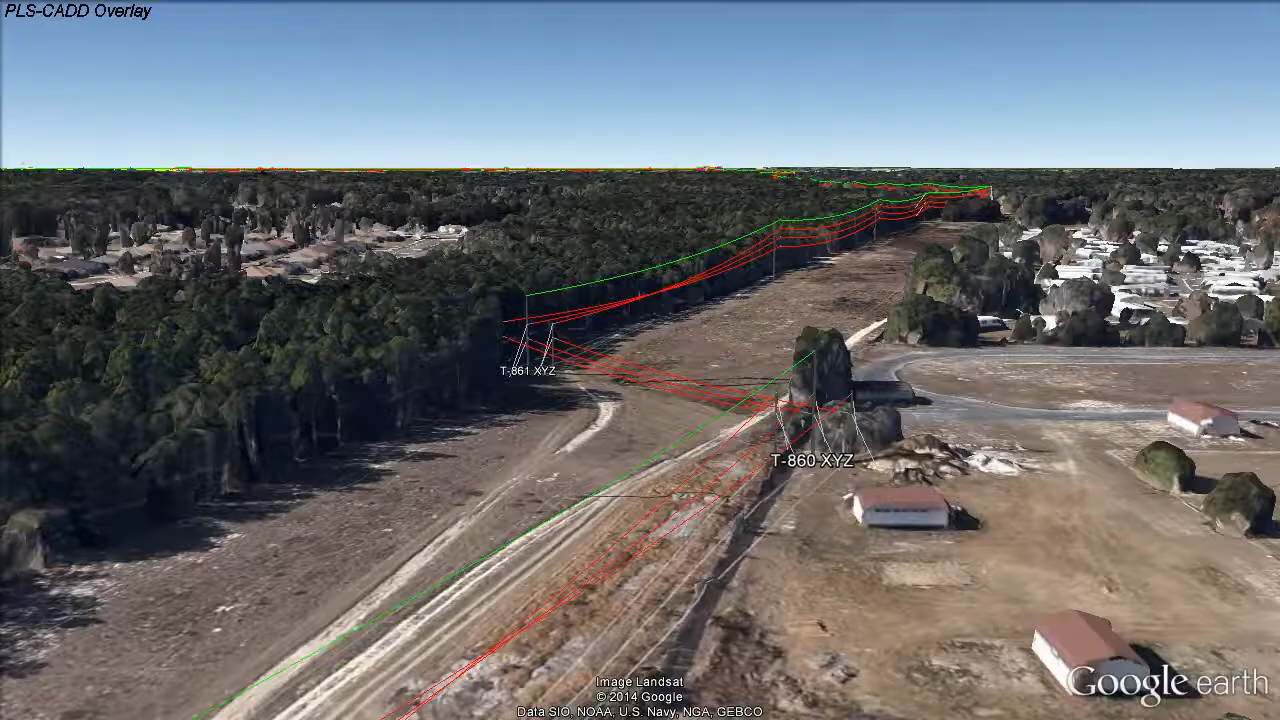 PLS-CADD Overlay
T-861 XYZ
T-860 XYZ
Image Landsat
© 2014 Google
Data SIO, NOAA, U.S. Navy, NGA, GEBCO
Google earth